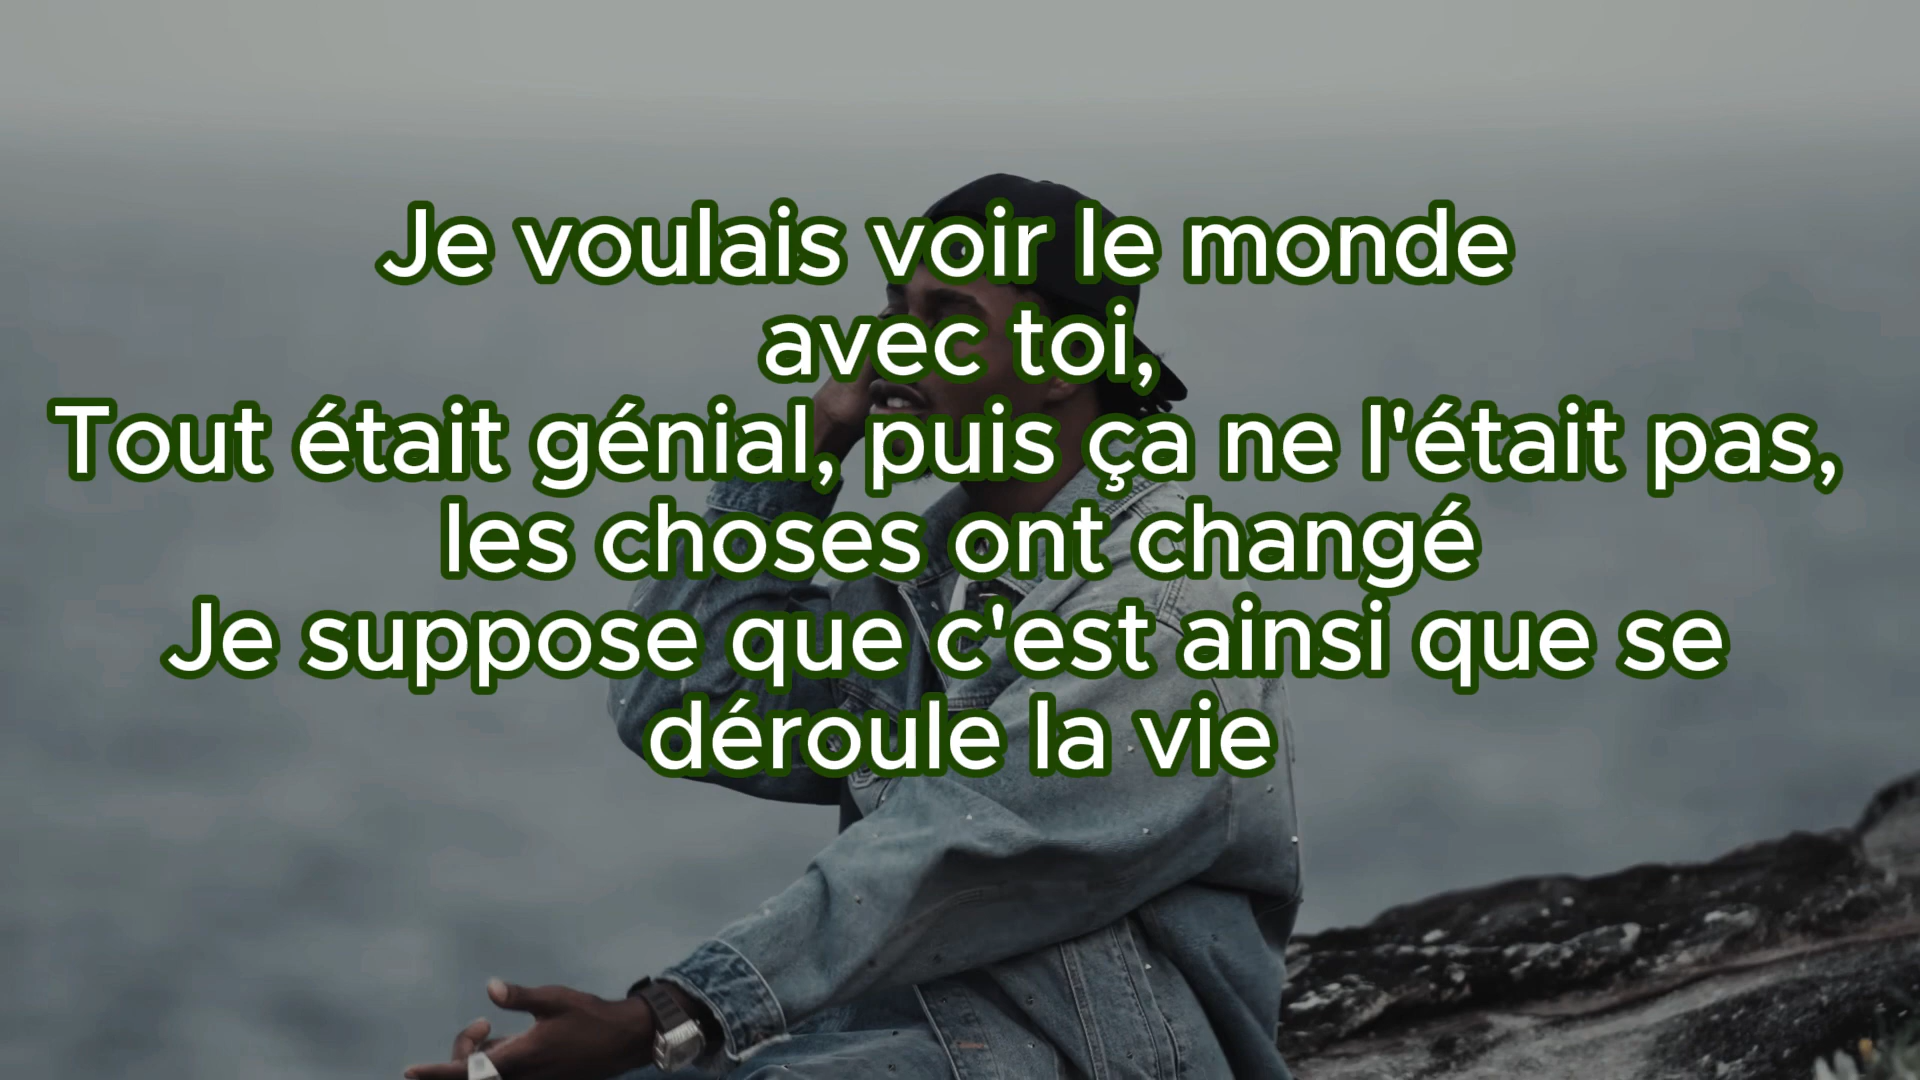 Je voulais voir le monde
avec toi,
Tout était génial, puis ça ne l'était pas,
les choses ont changé
Je suppose que c'est ainsi que se
déroule la vie